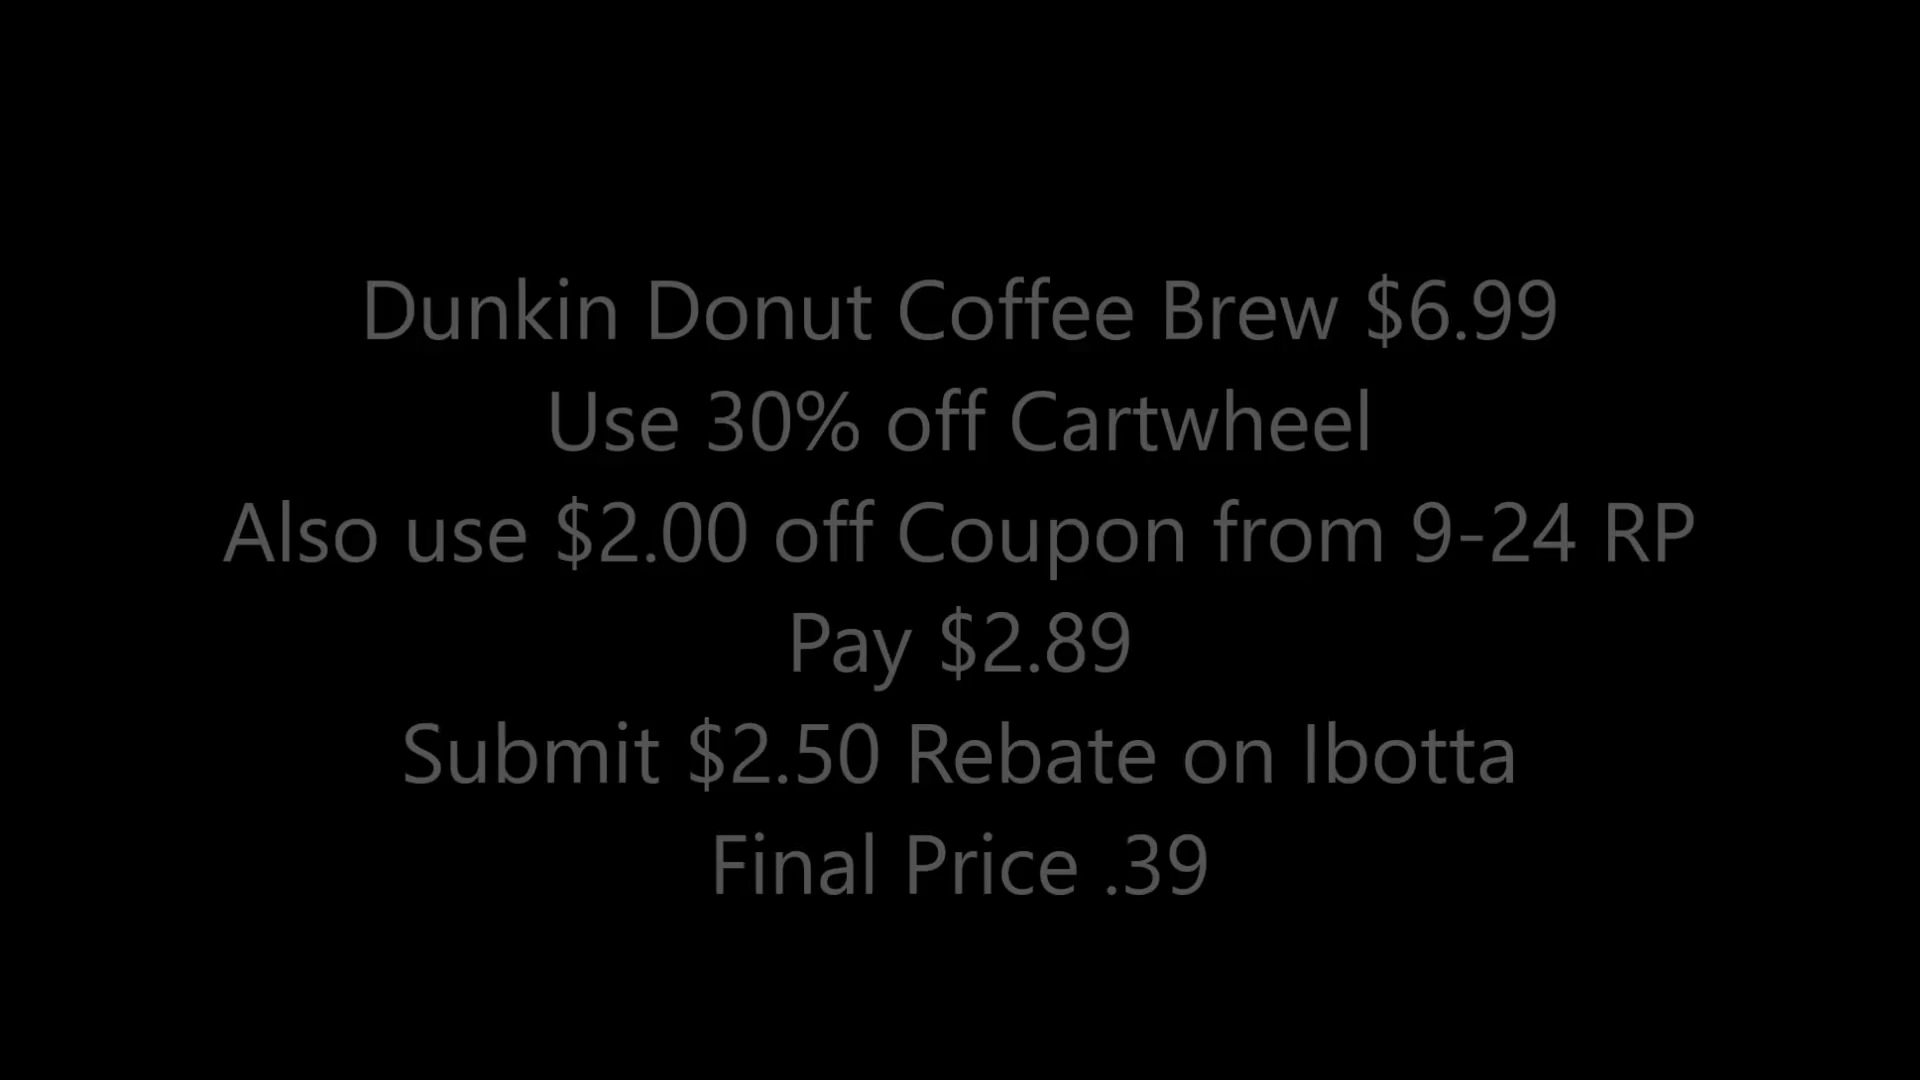 Dunkin Donut Coffee Brew $6.99
Use 30% off Cartwheel
Also use $2.00 off Coupon from 9-24 RP
Pay $2.89
Submit $2.50 Rebate on Ibotta
Final Price .39